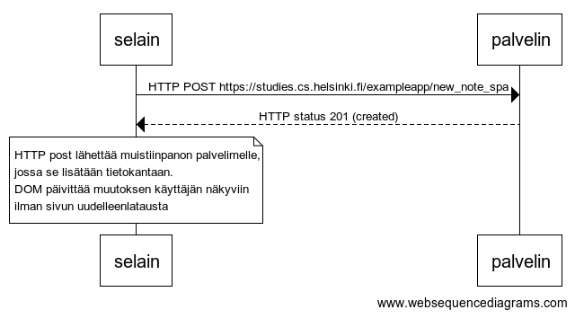 selain
palvelin
HTTP POST https://studies.cs.helsinki.fi/exampleapp/new_note_spa
HTTP status 201 (created)
HTTP post lähettää muistiinpanon palvelimelle,
jossa se lisätään tietokantaan.
DOM päivittää muutoksen käyttäjän näkyviin
ilman sivun uudelleenlatausta
selain
palvelin
www.websequencediagrams.com